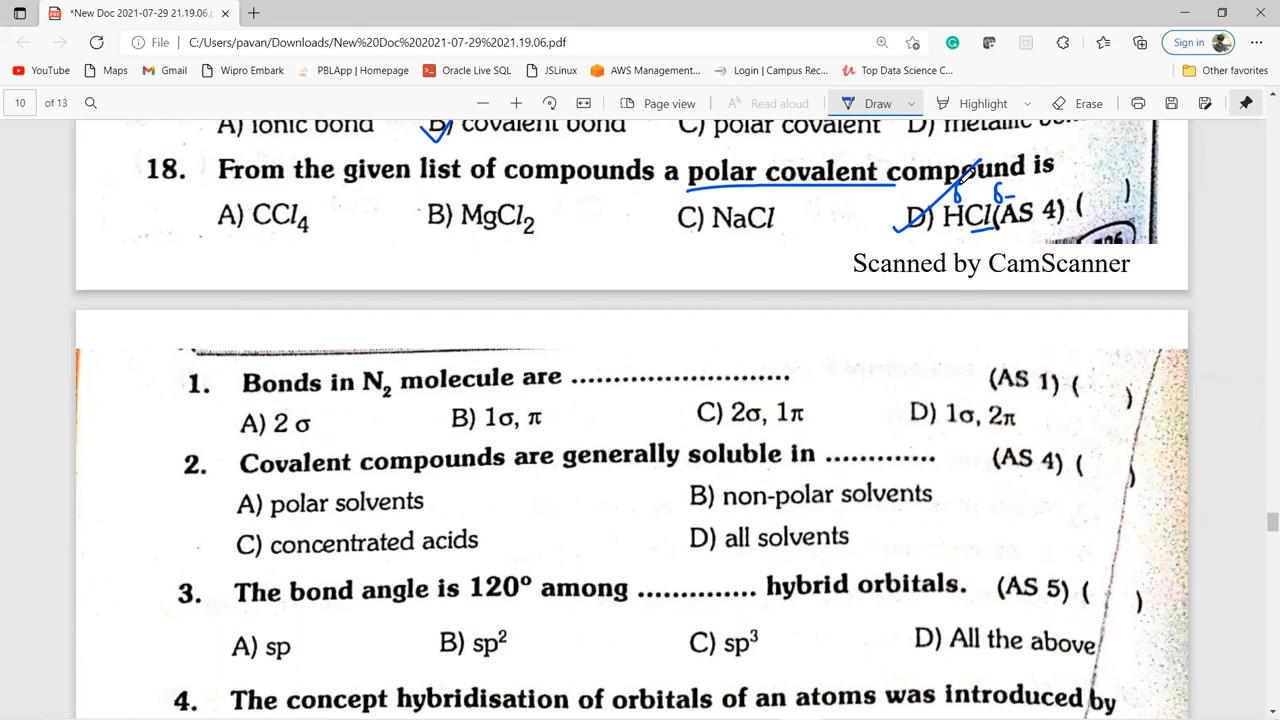 *New Doc 2021-07-29 21.19.06.p
File C:/Users/pavan/Downloads/New%20Doc%202021-07-29%2021.19.06.pdf Sign in
YouTube Maps Gmail Wipro Embark PBLApp | Homepage Oracle Live SQL JSLinux AWS Management... Login | Campus Rec... Top Data Science C... Other favorites
10 of 13 Page view Read aloud Draw Highlight Erase
A) ionic bond B) covalent bond C) polar covalent D) metallic
18. From the given list of compounds a polar covalent compound is
δ δ-
A) CCl₄ B) MgCl₂ C) NaCl D) HCl (AS 4) ( )
Scanned by CamScanner
1. Bonds in N₂ molecule are .......................... (AS 1) ( )
A) 2 σ B) 1σ, π C) 2σ, 1π D) 1σ, 2π
2. Covalent compounds are generally soluble in ............. (AS 4) ( )
A) polar solvents B) non-polar solvents
C) concentrated acids D) all solvents
3. The bond angle is 120° among .............. hybrid orbitals. (AS 5) ( )
A) sp B) sp² C) sp³ D) All the above
4. The concept hybridisation of orbitals of an atoms was introduced by